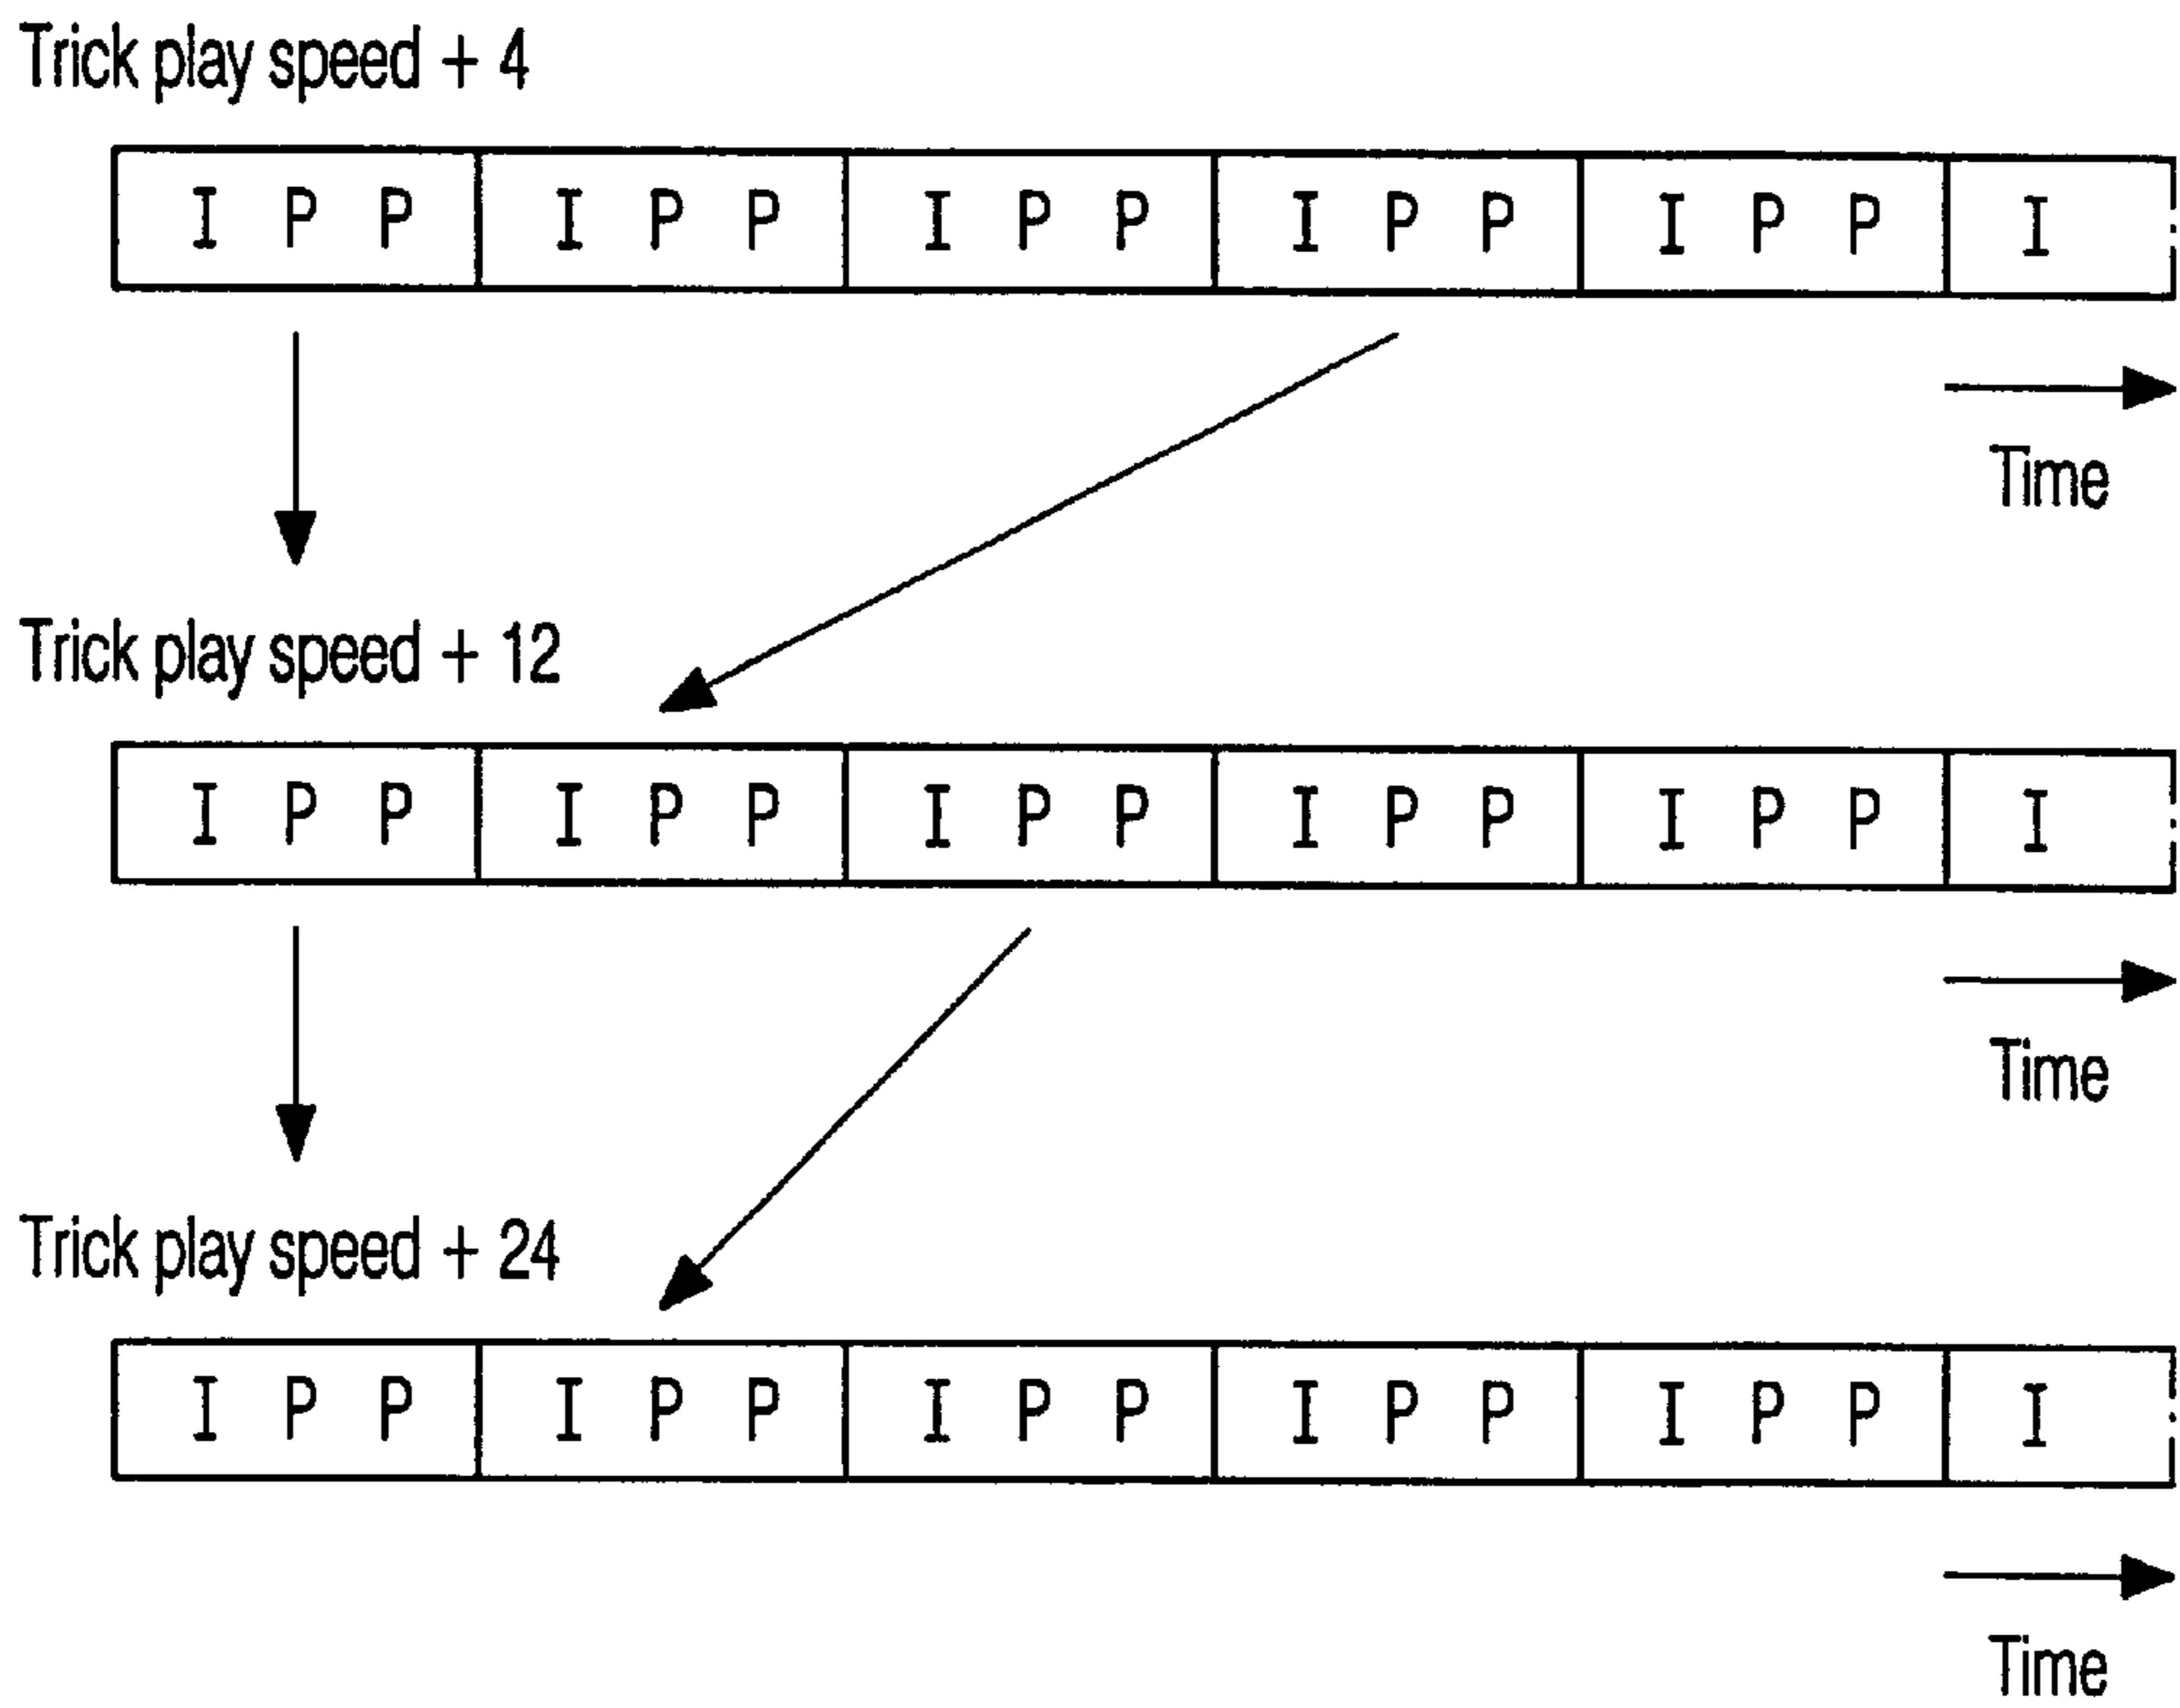 Trick play speed + 4
I P P I P P I P P I P P I P P I
Time
Trick play speed + 12
I P P I P P I P P I P P I P P I
Time
Trick play speed + 24
I P P I P P I P P I P P I P P I
Time